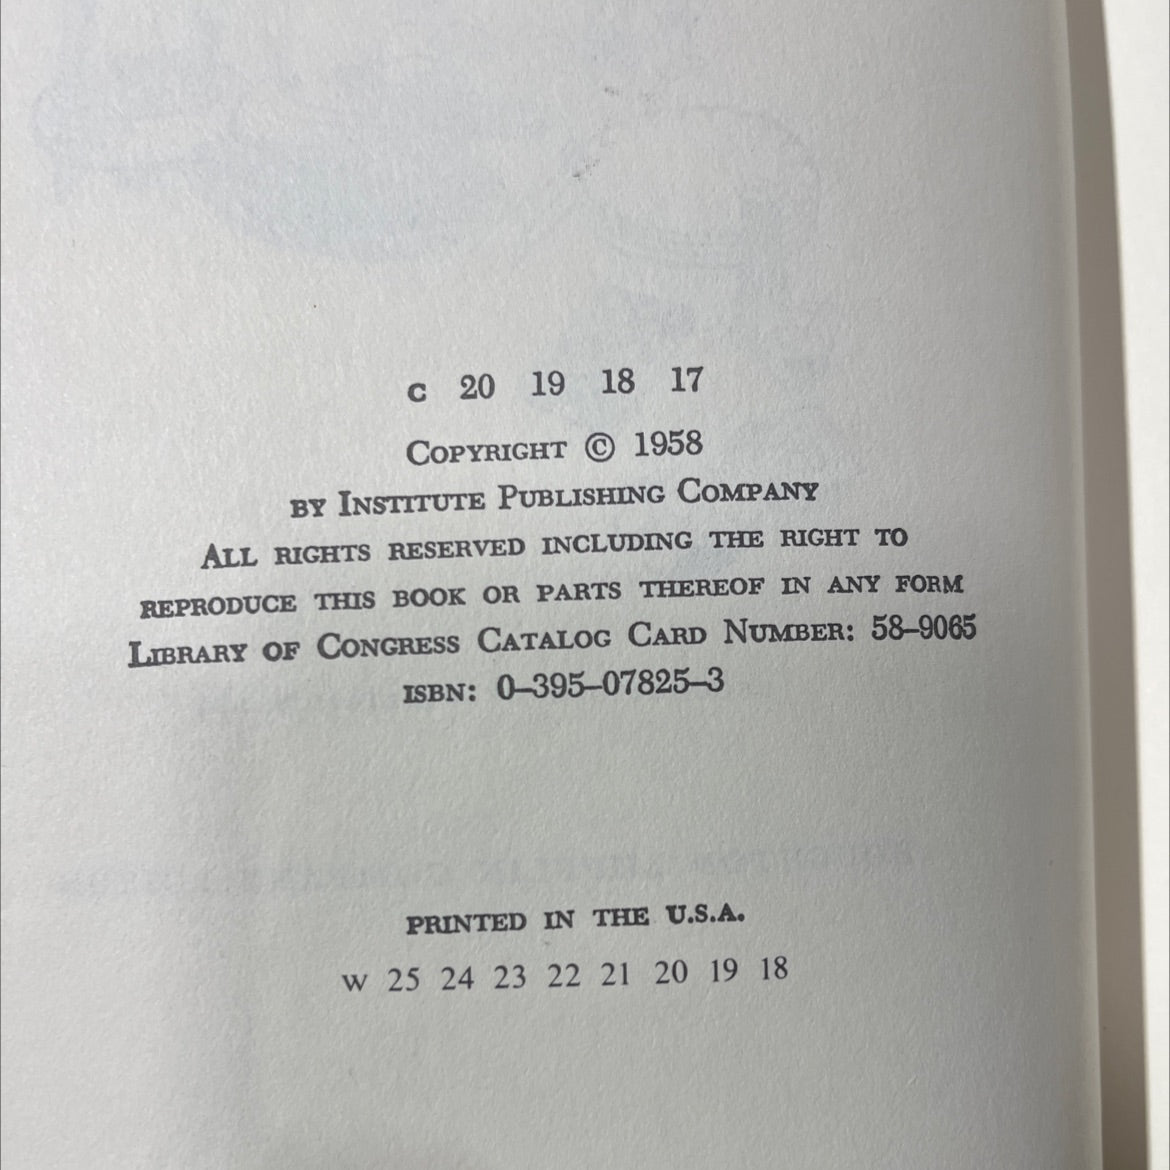 C 20 19 18 17
COPYRIGHT © 1958
BY INSTITUTE PUBLISHING COMPANY
ALL RIGHTS RESERVED INCLUDING THE RIGHT TO
REPRODUCE THIS BOOK OR PARTS THEREOF IN ANY FORM
LIBRARY OF CONGRESS CATALOG CARD NUMBER: 58–9065
ISBN: 0–395–07825–3
PRINTED IN THE U.S.A.
W 25 24 23 22 21 20 19 18